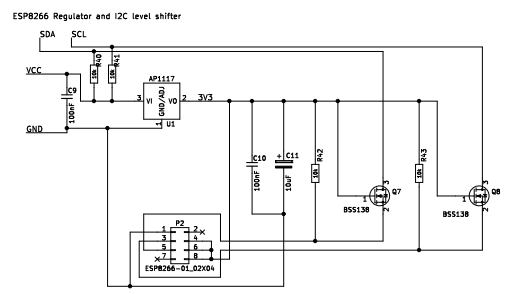 ESP8266 Regulator and I2C level shifter
SDA SCL
R40 10k
R41 10k
VCC
C9 100nF
GND
AP1117
3 VI VO 2
GND/ADJ
1 U1
3V3
C10 100nF
C11 10uF
+
R42 10k
R43 10k
3 Q7
1 2
BSS138
3 Q8
1 2
BSS138
P2
1 2
3 4
5 6
7 8
ESP8266-01_02X04